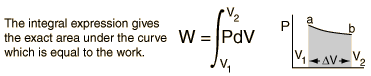 The integral expression gives
the exact area under the curve
which is equal to the work.
W = ∫PdV
V₂
V₁
P
a
b
V₁
ΔV
V₂